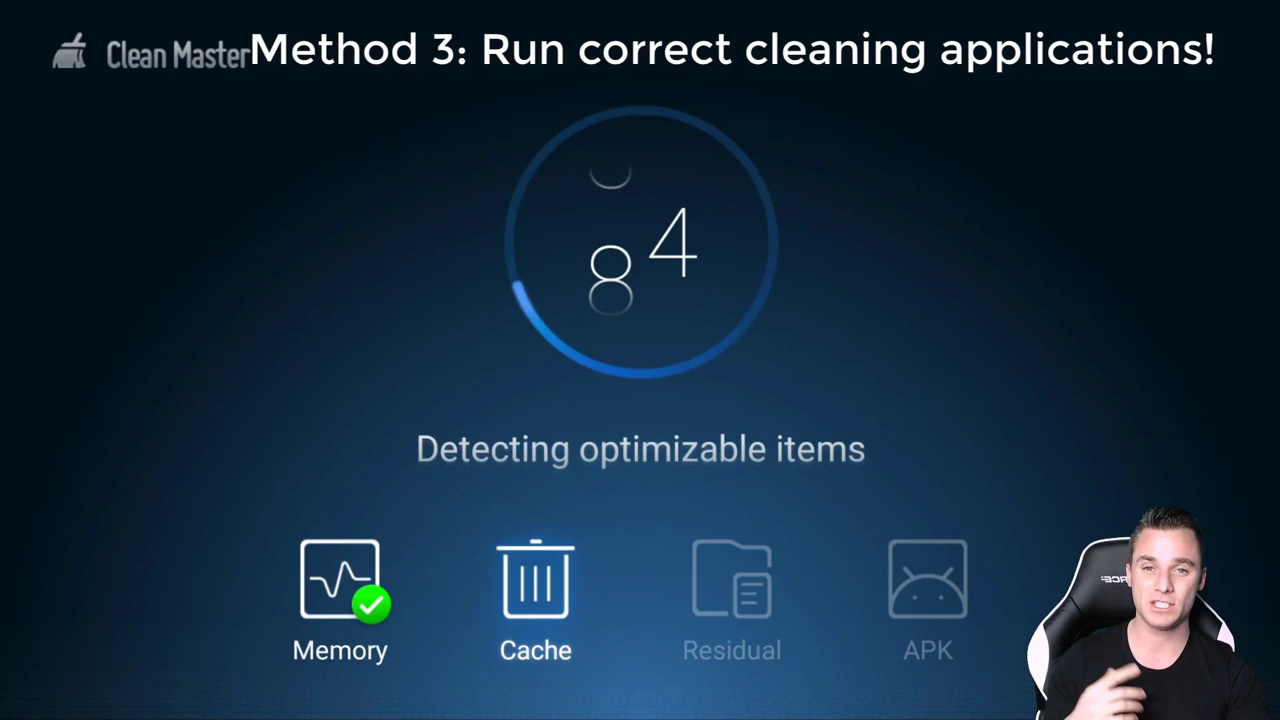 Clean Master
Method 3: Run correct cleaning applications!
84
Detecting optimizable items
Memory
Cache
Residual
APK